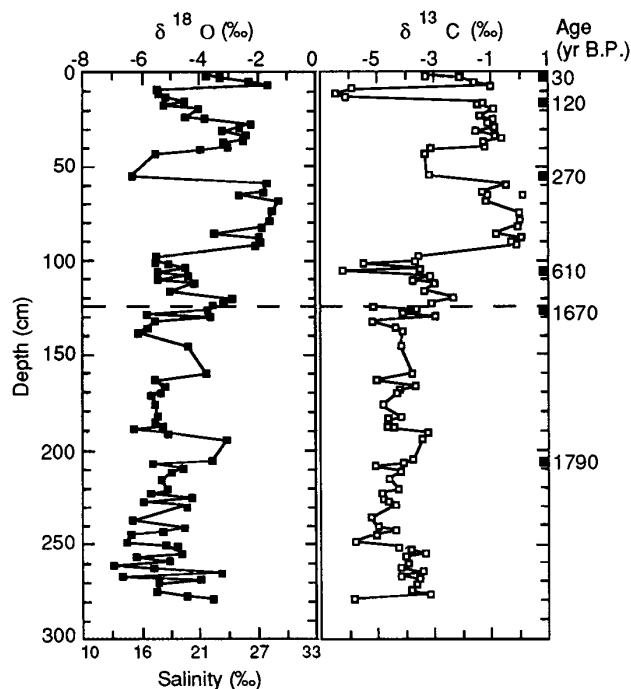 δ 18 O (‰) δ 13 C (‰) Age
(yr B.P.)
-8 -6 -4 -2 0 -5 -3 -1 1
0 30
120
50
270
100
610
1670
150
200
1790
250
300
10 16 21 27 33
Depth (cm)
Salinity (‰)